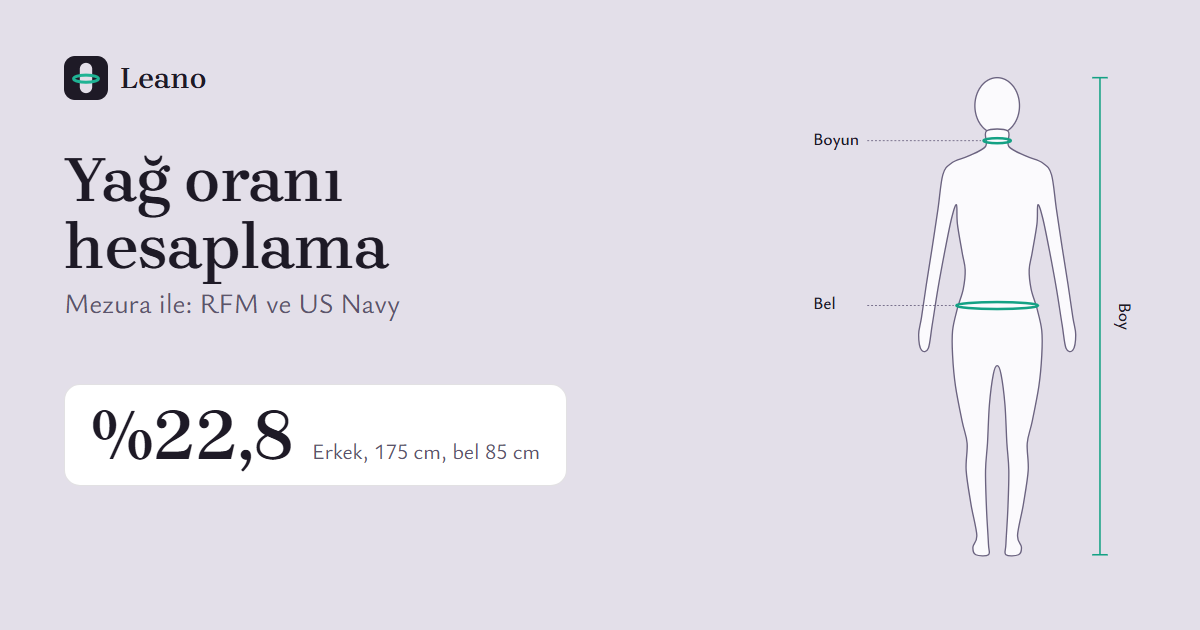 Leano
Yağ oranı
hesaplama
Mezura ile: RFM ve US Navy
%22,8 Erkek, 175 cm, bel 85 cm
Boyun
Bel
Boy